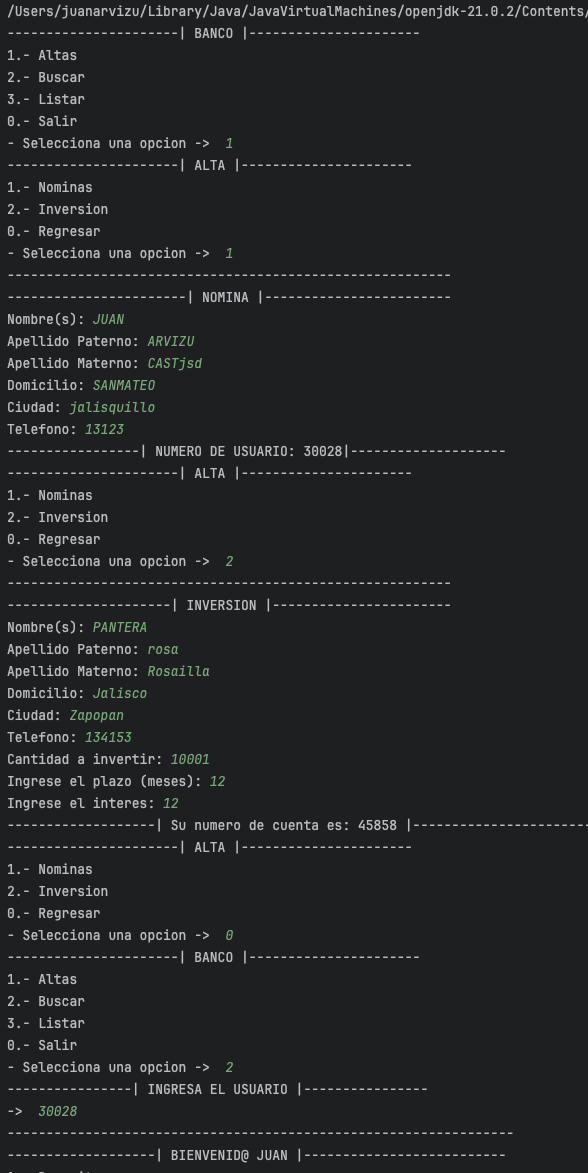 /Users/juanarvizu/Library/Java/JavaVirtualMachines/openjdk-21.0.2/Contents/
----------------------| BANCO |----------------------
1.- Altas
2.- Buscar
3.- Listar
0.- Salir
- Selecciona una opcion ->  1
----------------------| ALTA |----------------------
1.- Nominas
2.- Inversion
0.- Regresar
- Selecciona una opcion ->  1
---------------------------------------------------------
-----------------------| NOMINA |------------------------
Nombre(s): JUAN
Apellido Paterno: ARVIZU
Apellido Materno: CASTjsd
Domicilio: SANMATEO
Ciudad: jalisquillo
Telefono: 13123
-----------------| NUMERO DE USUARIO: 30028|--------------------
----------------------| ALTA |----------------------
1.- Nominas
2.- Inversion
0.- Regresar
- Selecciona una opcion ->  2
---------------------------------------------------------
---------------------| INVERSION |-----------------------
Nombre(s): PANTERA
Apellido Paterno: rosa
Apellido Materno: Rosailla
Domicilio: Jalisco
Ciudad: Zapopan
Telefono: 134153
Cantidad a invertir: 10001
Ingrese el plazo (meses): 12
Ingrese el interes: 12
-------------------| Su numero de cuenta es: 45858 |-----------------------
----------------------| ALTA |----------------------
1.- Nominas
2.- Inversion
0.- Regresar
- Selecciona una opcion ->  0
----------------------| BANCO |----------------------
1.- Altas
2.- Buscar
3.- Listar
0.- Salir
- Selecciona una opcion ->  2
----------------| INGRESA EL USUARIO |----------------
->  30028
-----------------------------------------------------------------
-------------------| BIENVENID@ JUAN |--------------------------